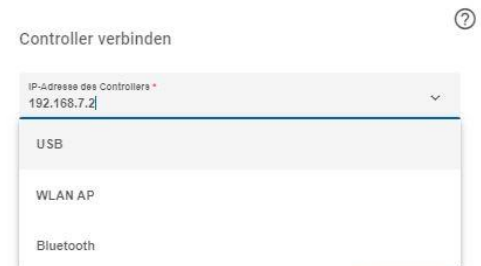 Controller verbinden
IP-Adresse des Controllers *
192.168.7.2
USB
WLAN AP
Bluetooth